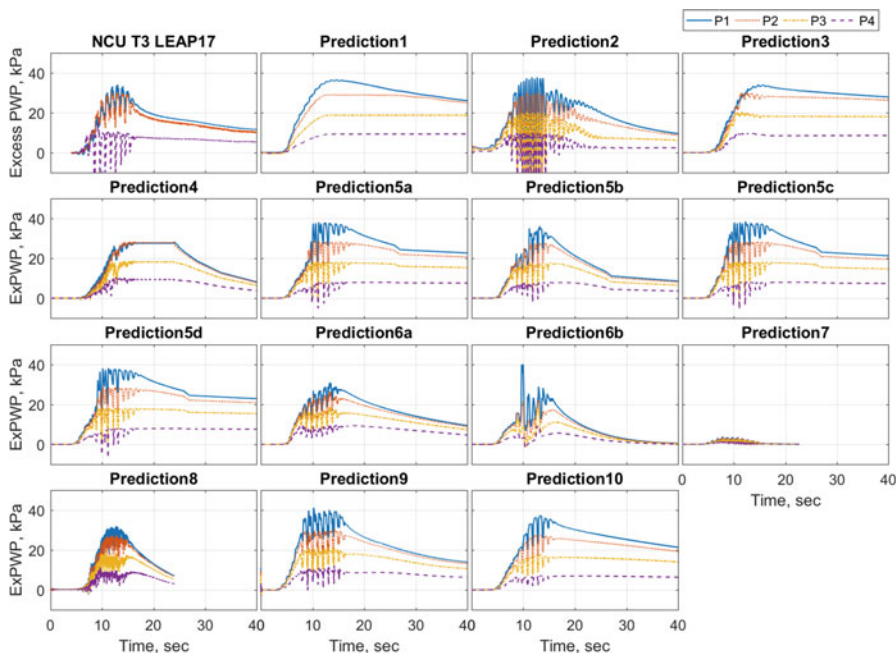 P1 P2 P3 P4
NCU T3 LEAP17 Prediction1 Prediction2 Prediction3
Excess PWP, kPa
40
20
0
Prediction4 Prediction5a Prediction5b Prediction5c
ExPWP, kPa
40
20
0
Prediction5d Prediction6a Prediction6b Prediction7
ExPWP, kPa
40
20
0
0 10 20 30 40
Time, sec
Prediction8 Prediction9 Prediction10
ExPWP, kPa
40
20
0
0 10 20 30 40 0 10 20 30 40 0 10 20 30 40
Time, sec Time, sec Time, sec